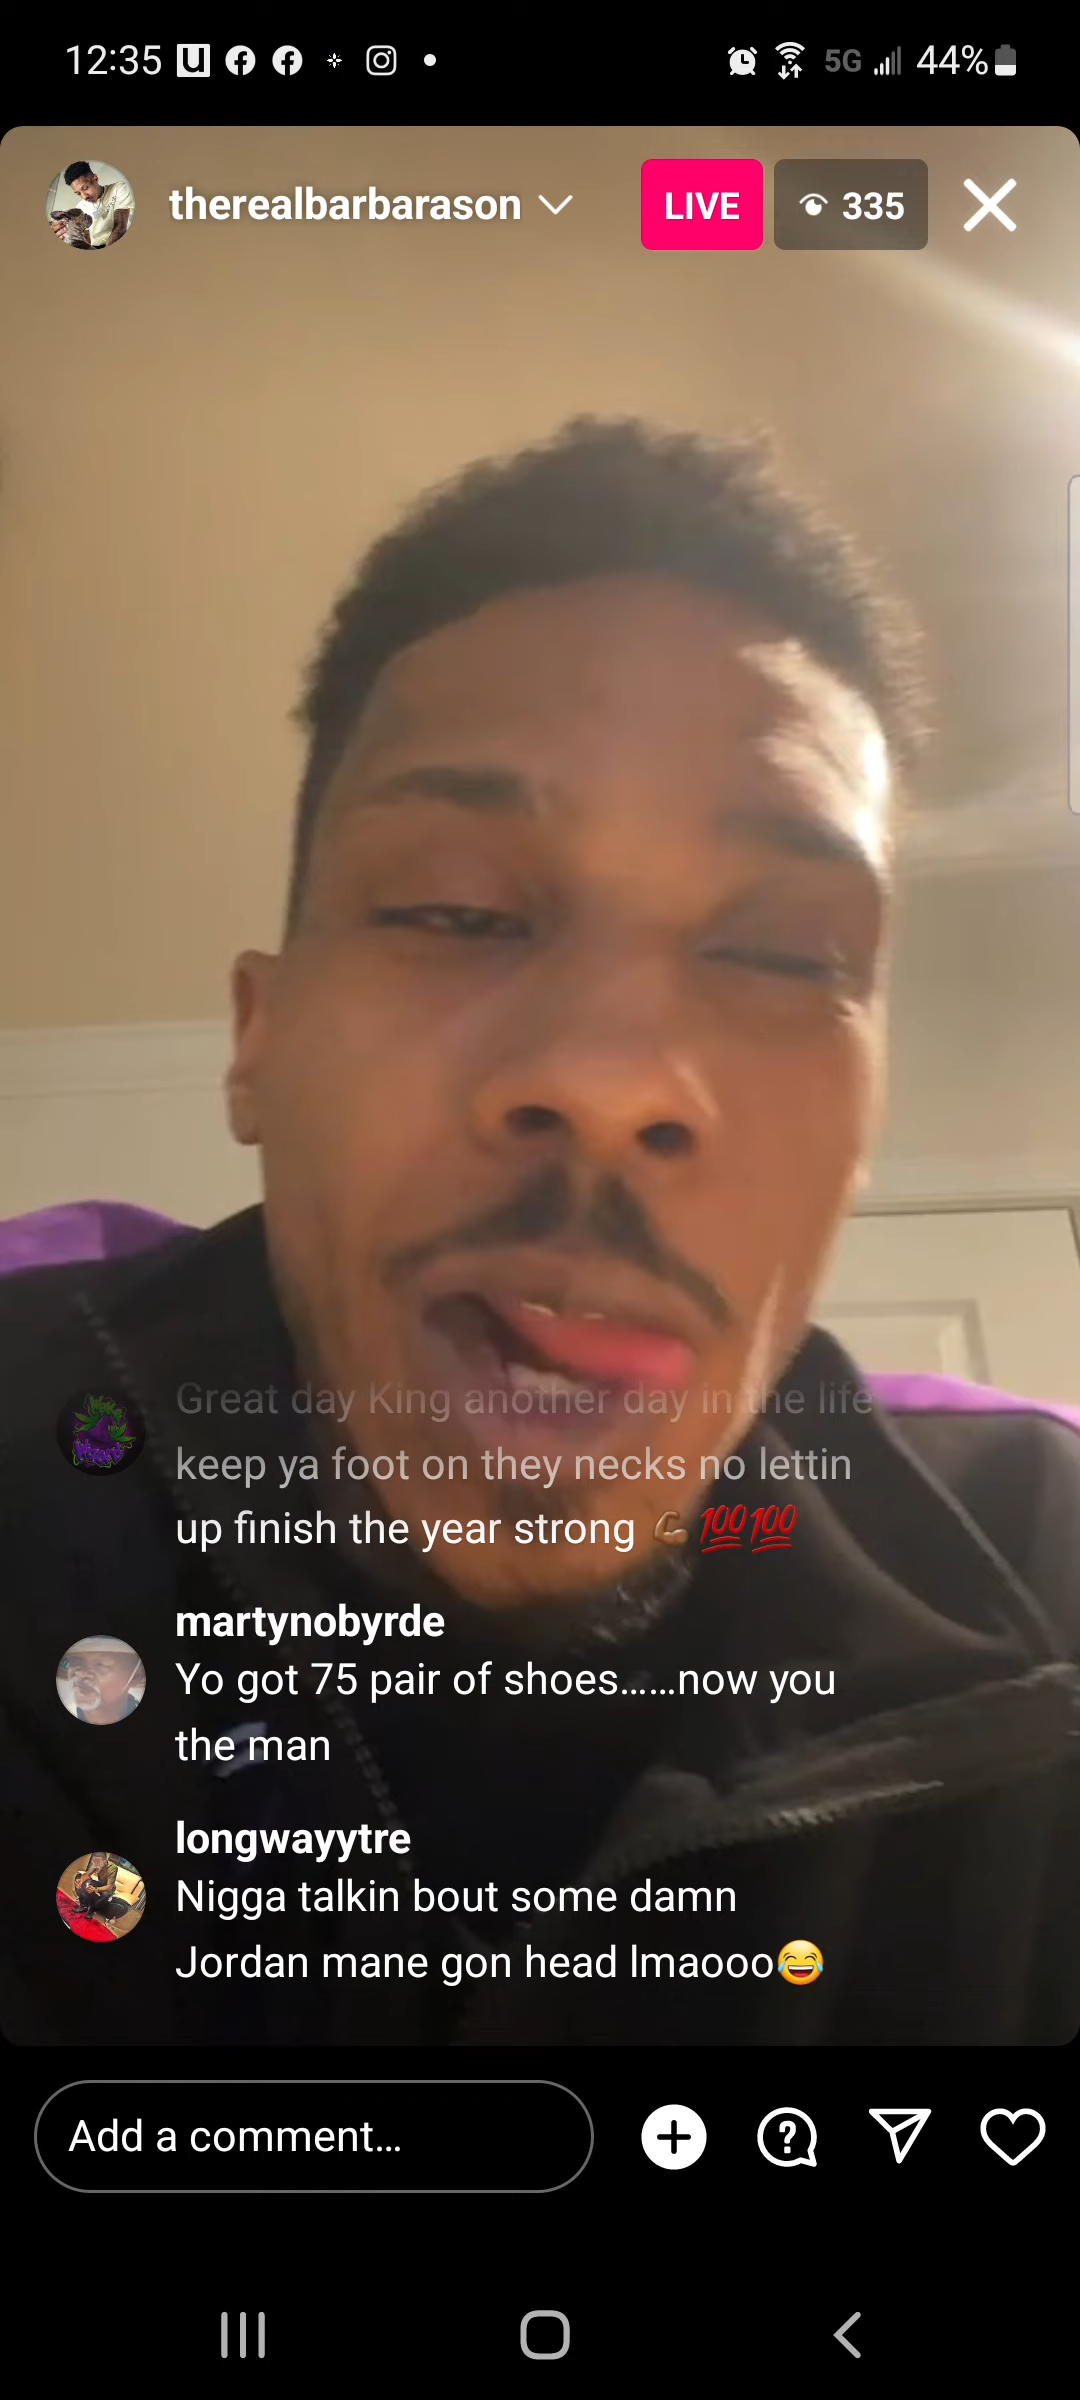 12:35
5G
44%
therealbarbarason
LIVE
335
Great day King another day in the life
keep ya foot on they necks no lettin
up finish the year strong 💪🏾💯💯
martynobyrde
Yo got 75 pair of shoes......now you
the man
longwayytre
Nigga talkin bout some damn
Jordan mane gon head lmaooo😂
Add a comment...